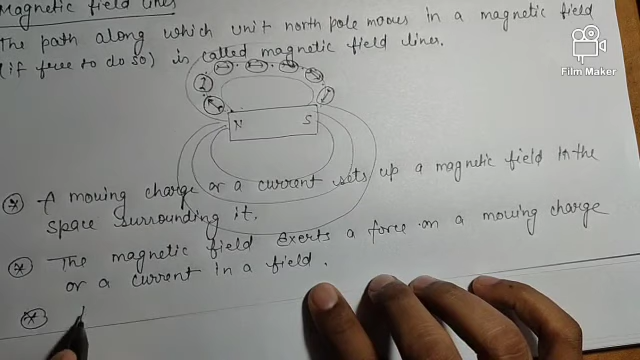 Magnetic field lines
The path along which unit north pole moves in a magnetic field
(if free to do so) is called magnetic field lines.
Film Maker
N S
* A moving charge or a current sets up a magnetic field in the
space surrounding it.
* The magnetic field exerts a force on a moving charge
or a current in a field.
*